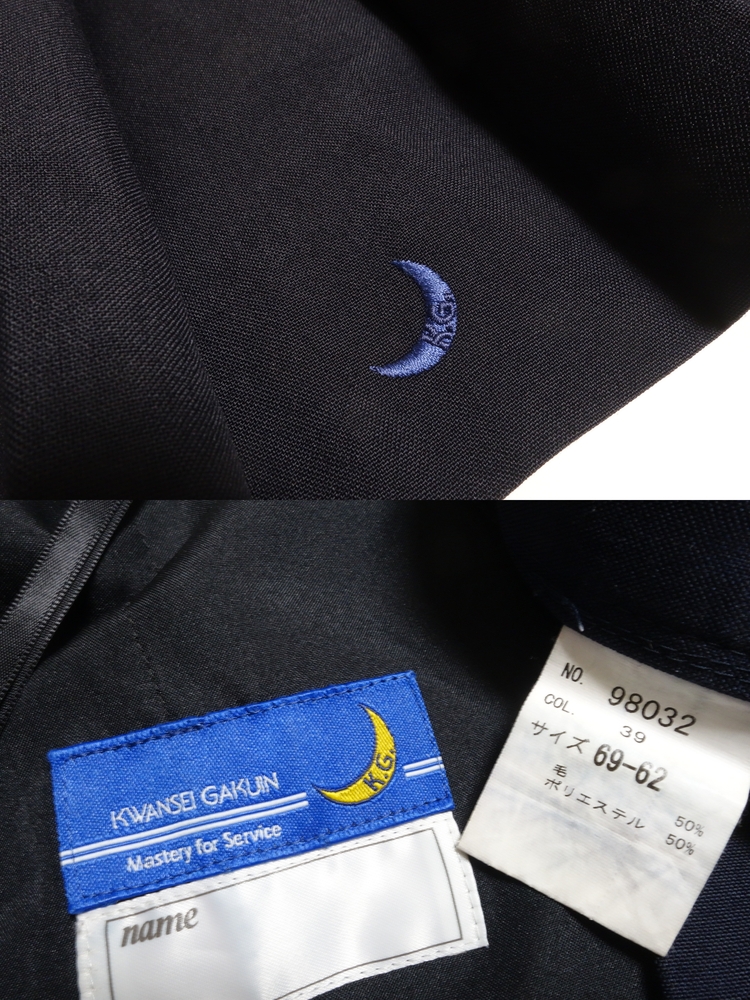 K.G.
KWANSEI GAKUIN
K.G.
Mastery for Service
name
NO. 98032
COL. 39
サイズ 69-62
毛 50%
ポリエステル 50%